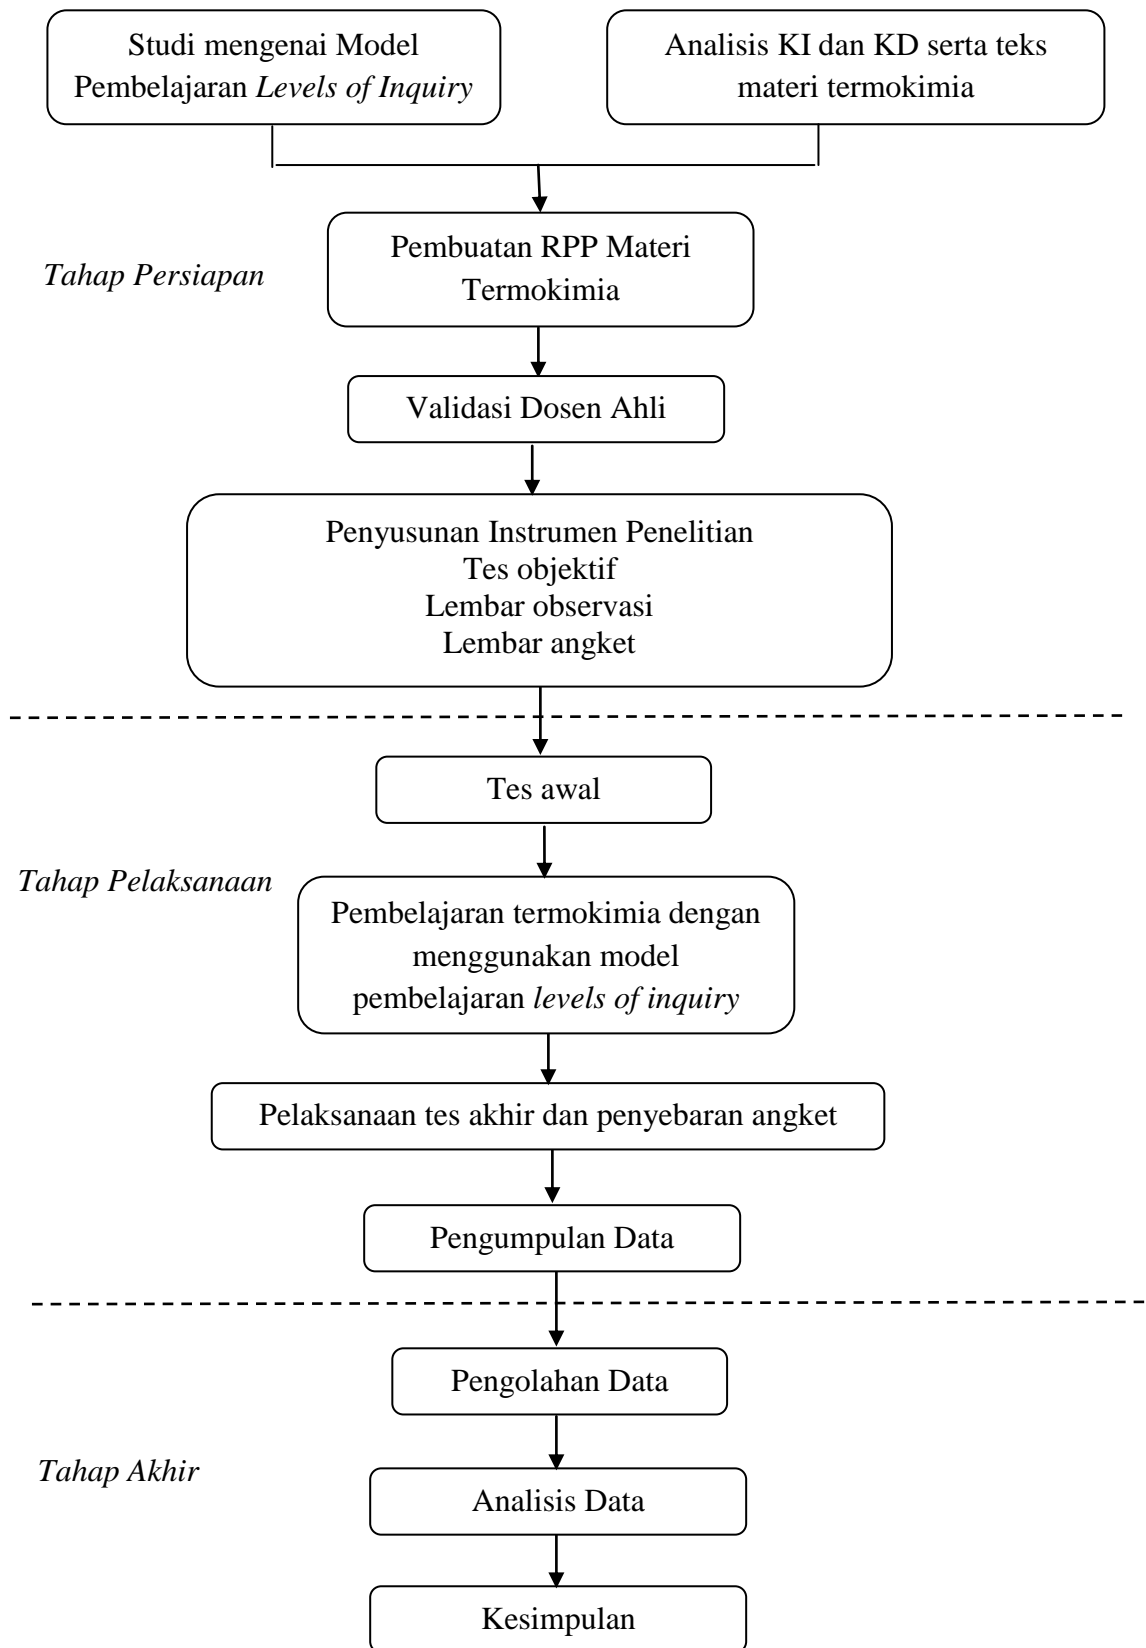 Studi mengenai Model
Pembelajaran Levels of Inquiry
Analisis KI dan KD serta teks
materi termokimia
Pembuatan RPP Materi
Termokimia
Tahap Persiapan
Validasi Dosen Ahli
Penyusunan Instrumen Penelitian
Tes objektif
Lembar observasi
Lembar angket
Tes awal
Tahap Pelaksanaan
Pembelajaran termokimia dengan
menggunakan model
pembelajaran levels of inquiry
Pelaksanaan tes akhir dan penyebaran angket
Pengumpulan Data
Pengolahan Data
Tahap Akhir
Analisis Data
Kesimpulan